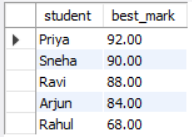 student best_mark
Priya 92.00
Sneha 90.00
Ravi 88.00
Arjun 84.00
Rahul 68.00